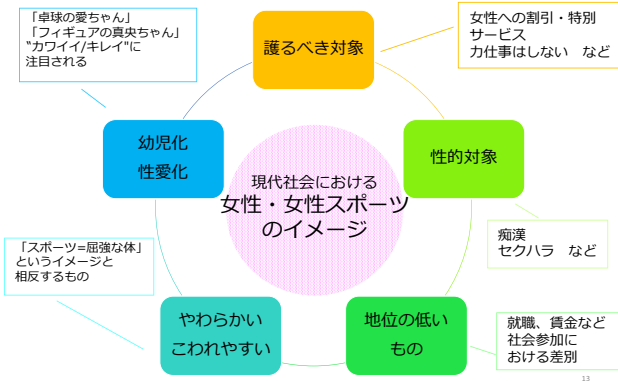 「卓球の愛ちゃん」
「フィギュアの真央ちゃん」
“カワイイ/キレイ"に
注目される
護るべき対象
女性への割引・特別
サービス
力仕事はしない など
幼児化
性愛化
性的対象
現代社会における
女性・女性スポーツ
のイメージ
痴漢
セクハラ など
「スポーツ=屈強な体」
というイメージと
相反するもの
やわらかい
こわれやすい
地位の低い
もの
就職、賃金など
社会参加に
おける差別
13